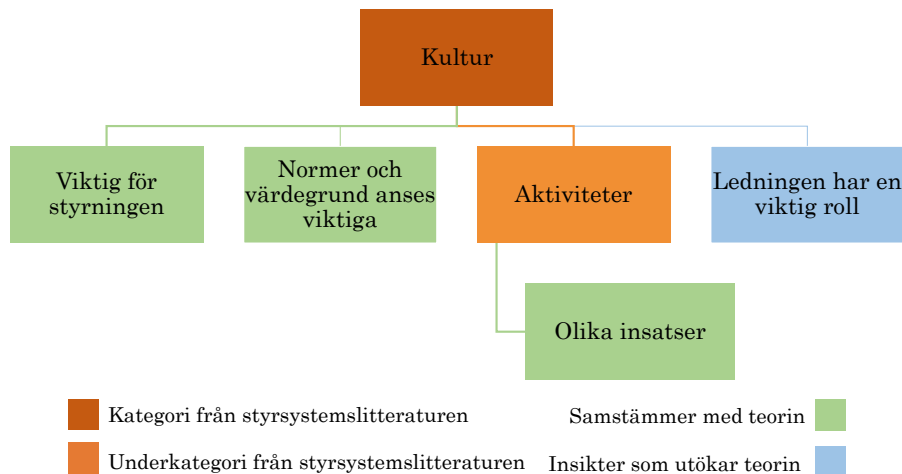 Kultur
Viktig för
styrningen
Normer och
värdegrund anses
viktiga
Aktiviteter
Ledningen har en
viktig roll
Olika insatser
Kategori från styrsystemslitteraturen
Samstämmer med teorin
Underkategori från styrsystemslitteraturen
Insikter som utökar teorin